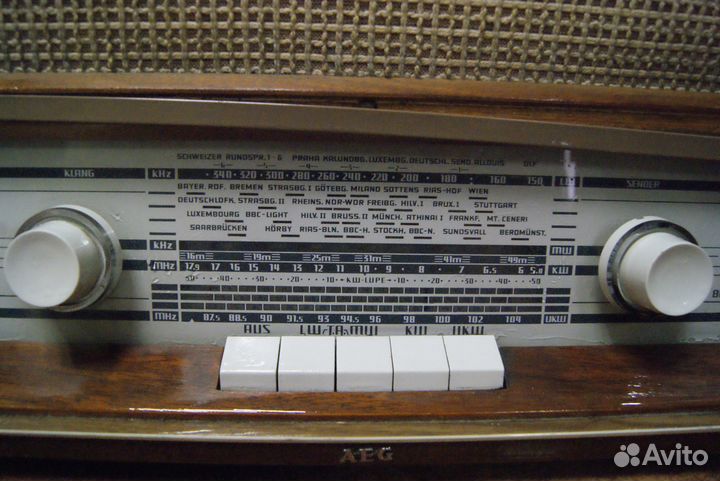 SCHWEIZER RUNDSPR. 1-6 PRAHA KALUNDBG. LUXEMBG. DEUTSCHL. SEND. ALLOUIS DLF
KLANG kHz 340 320 300 280 260 240 220 200 180 160 150 SENDER
BAYER. RDF. BREMEN STRASBG. I GÖTEBG. MILANO SOTTENS RIAS-HOF WIEN
DEUTSCHLDFK. STRASBG. II RHEINS. NDR-WDR FREIBG. HILV. I BRUX. I STUTTGART
LUXEMBOURG BBC-LIGHT HILV. II BRUSS. II MÜNCH. ATHINAI I FRANKF. MT. CENERI
SAARBRÜCKEN HÖRBY RIAS-BLN. BBC-H. STOCKH. BBC-N. SUNDSVALL BEROMÜNST.
kHz MW
16m 19m 25m 31m 41m 49m
MHz 17,9 17 16 15 14 13 12 11 10 9 8 7 6.5 6 5.8 KW
50 40 30 20 10 KW-LUPE 10 20 30 40 50
MHz 87.5 88.5 90 91.5 93 94.5 96 98 100 102 104 UKW
AUS LW/T.A. MW KW UKW
AEG
Avito